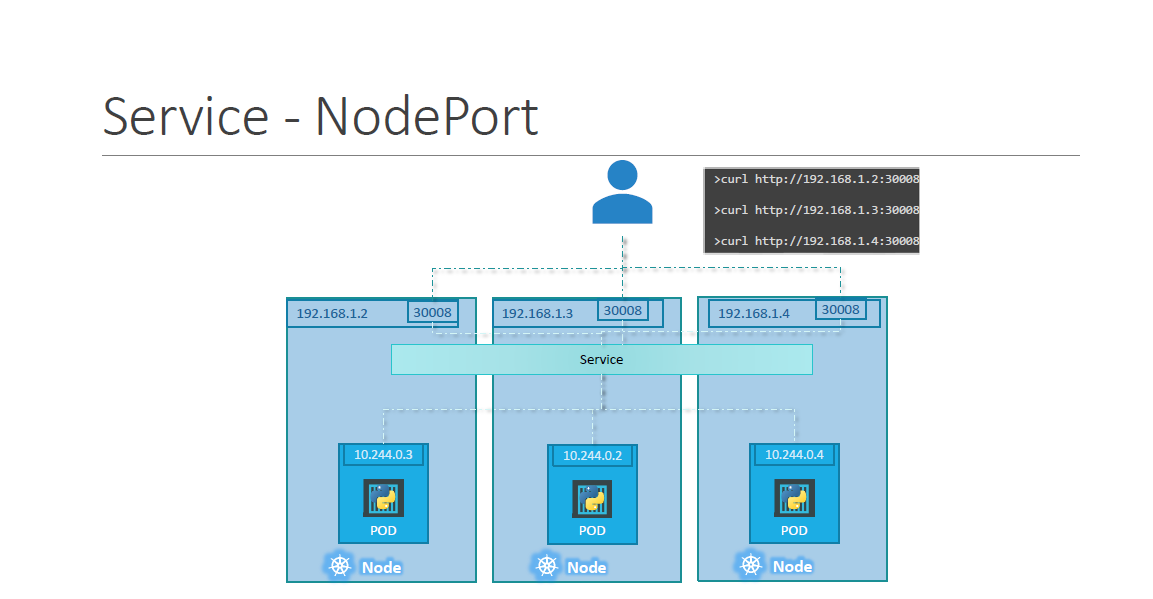 Service - NodePort
>curl http://192.168.1.2:30008
>curl http://192.168.1.3:30008
>curl http://192.168.1.4:30008
192.168.1.2
30008
192.168.1.3
30008
192.168.1.4
30008
Service
10.244.0.3
10.244.0.2
10.244.0.4
POD
POD
POD
Node
Node
Node